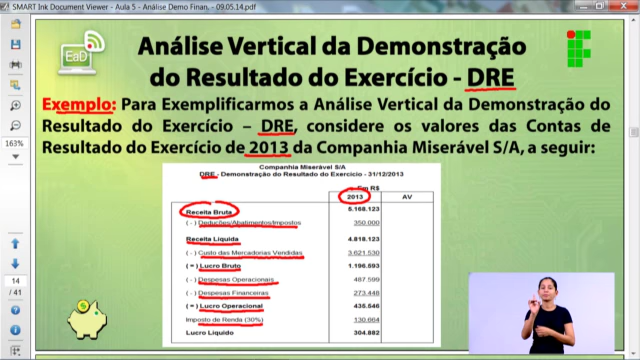 SMART Ink Document Viewer - Aula 5 - Análise Demo Finan. - 09.05.14.pdf
EaD
Análise Vertical da Demonstração
do Resultado do Exercício - DRE
Exemplo: Para Exemplificarmos a Análise Vertical da Demonstração do
Resultado do Exercício – DRE, considere os valores das Contas de
Resultado do Exercício de 2013 da Companhia Miserável S/A, a seguir:
163%
Companhia Miserável S/A
DRE - Demonstração do Resultado do Exercício - 31/12/2013
Em R$
2013 AV
Receita Bruta 5.168.123
( - ) Deduções/Abatimentos/Impostos 350.000
Receita Líquida 4.818.123
( - ) Custo das Mercadorias Vendidas 3.621.530
( = ) Lucro Bruto 1.196.593
( - ) Despesas Operacionais 487.599
( - ) Despesas Financeiras 273.448
( = ) Lucro Operacional 435.546
Imposto de Renda (30%) 130.664
Lucro Líquido 304.882
14
/ 41